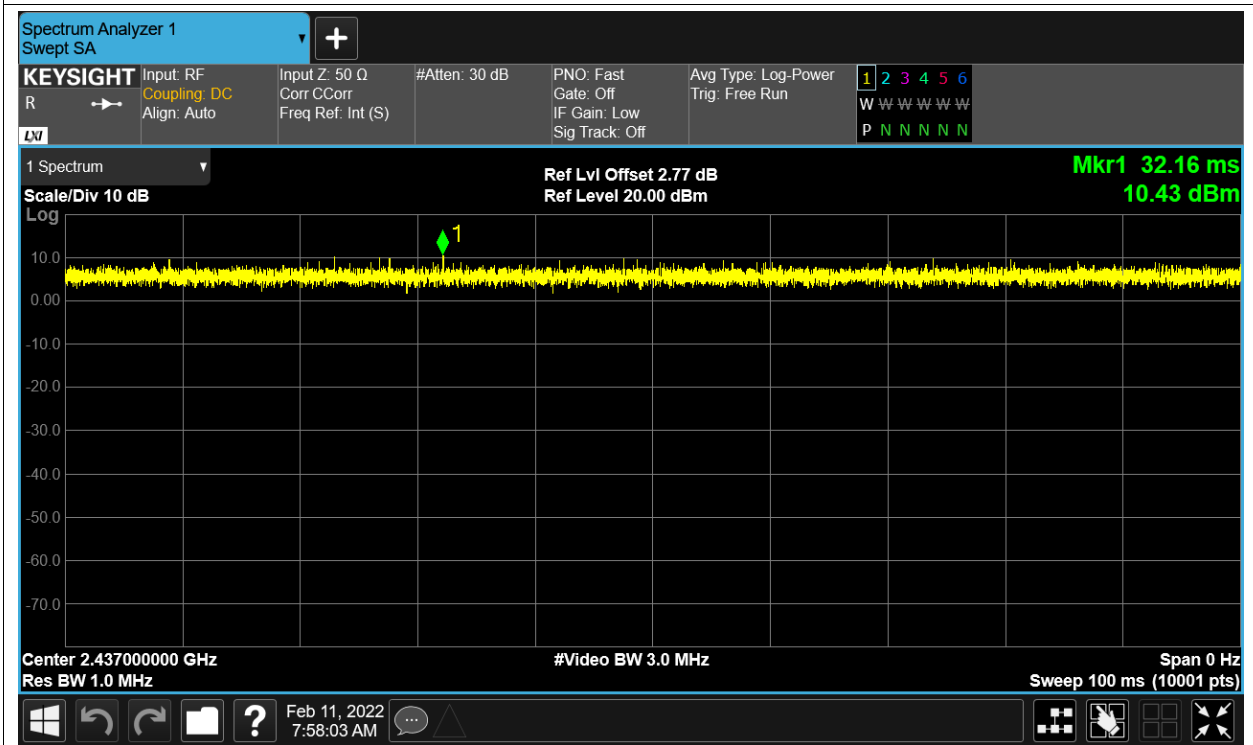 Spectrum Analyzer 1
Swept SA
KEYSIGHT
R
LXI
Input: RF
Coupling: DC
Align: Auto
Input Z: 50 Ω
Corr CCorr
Freq Ref: Int (S)
#Atten: 30 dB
PNO: Fast
Gate: Off
IF Gain: Low
Sig Track: Off
Avg Type: Log-Power
Trig: Free Run
1 2 3 4 5 6
W W W W W W
P N N N N N
1 Spectrum
Scale/Div 10 dB
Log
Ref Lvl Offset 2.77 dB
Ref Level 20.00 dBm
Mkr1 32.16 ms
10.43 dBm
1
10.0
0.00
-10.0
-20.0
-30.0
-40.0
-50.0
-60.0
-70.0
Center 2.437000000 GHz
Res BW 1.0 MHz
#Video BW 3.0 MHz
Span 0 Hz
Sweep 100 ms (10001 pts)
?
Feb 11, 2022
7:58:03 AM